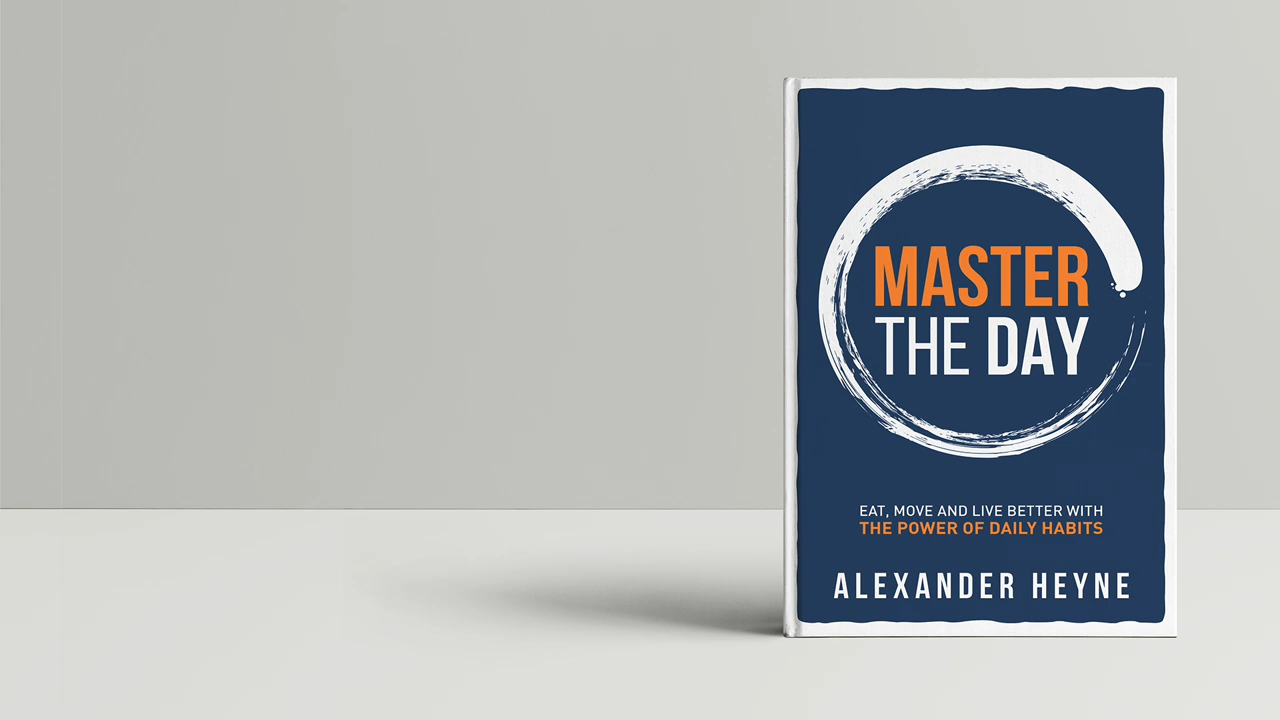 MASTER
THE DAY
EAT, MOVE AND LIVE BETTER WITH
THE POWER OF DAILY HABITS
ALEXANDER HEYNE